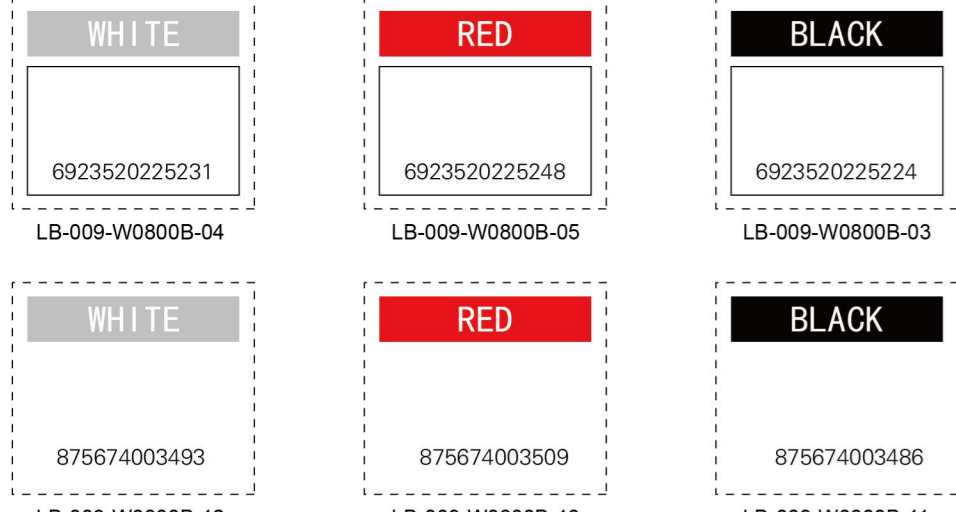 WHITE
RED
BLACK
6923520225231
6923520225248
6923520225224
LB-009-W0800B-04
LB-009-W0800B-05
LB-009-W0800B-03
WHITE
RED
BLACK
875674003493
875674003509
875674003486